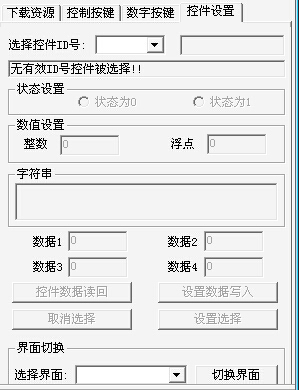 下载资源 控制按键 数字按键 控件设置
选择控件ID号:
无有效ID号控件被选择!!
状态设置
状态为0 状态为1
数值设置
整数 0 浮点 0
字符串
数据1 0 数据2 0
数据3 0 数据4 0
控件数据读回 设置数据写入
取消选择 设置选择
界面切换
选择界面: 切换界面